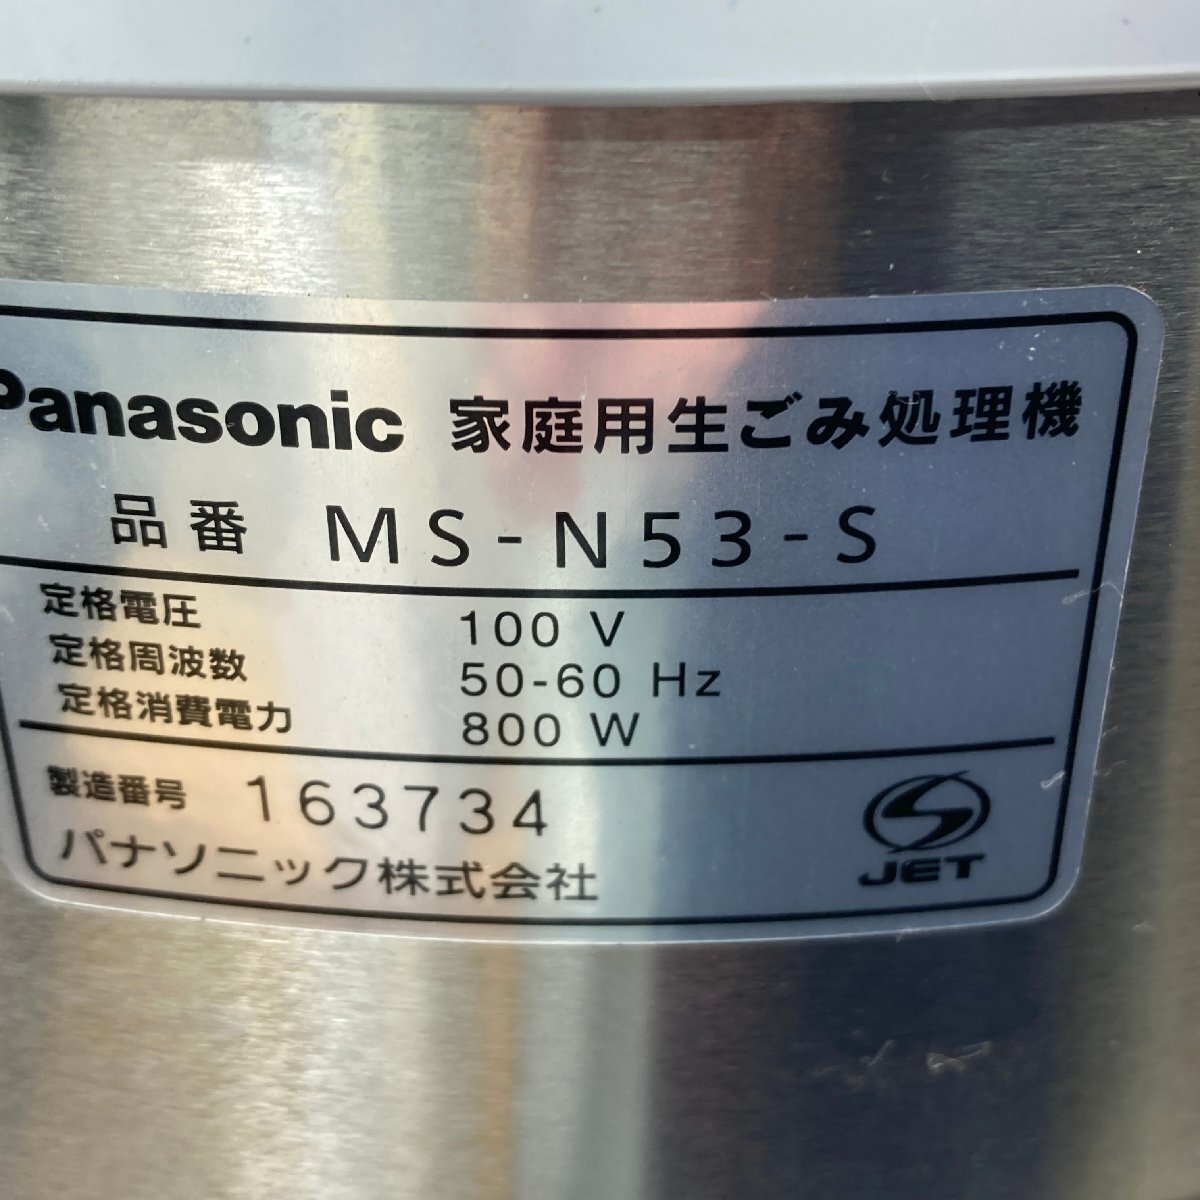 Panasonic 家庭用生ごみ処理機
品番 MS-N53-S
定格電圧 100 V
定格周波数 50-60 Hz
定格消費電力 800 W
製造番号 163734
パナソニック株式会社
JET